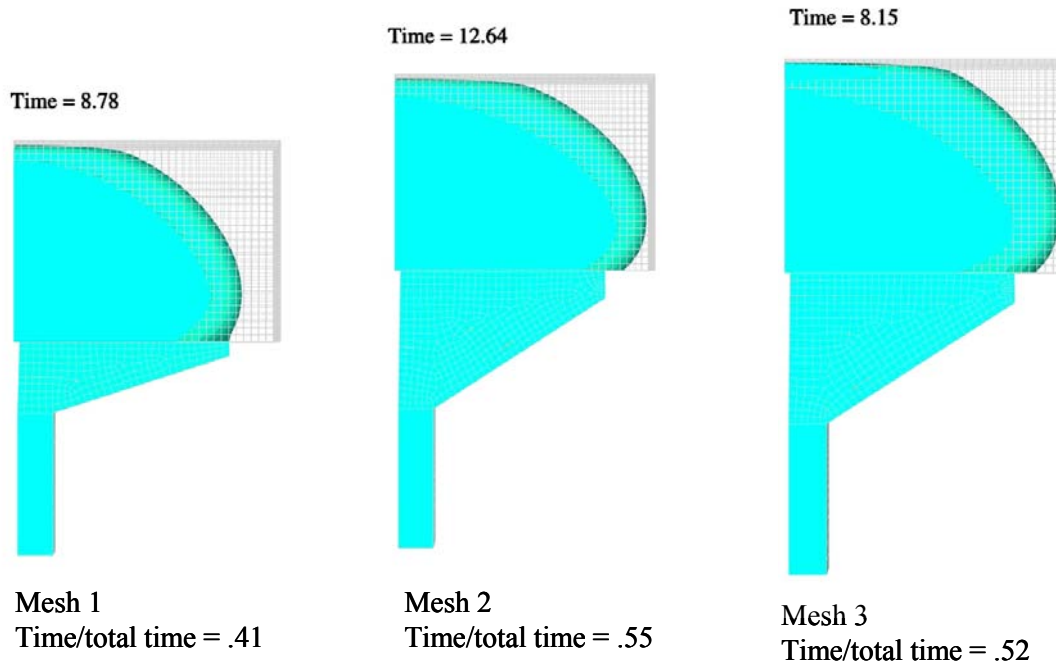 Time = 8.78
Time = 12.64
Time = 8.15
Mesh 1
Time/total time = .41
Mesh 2
Time/total time = .55
Mesh 3
Time/total time = .52